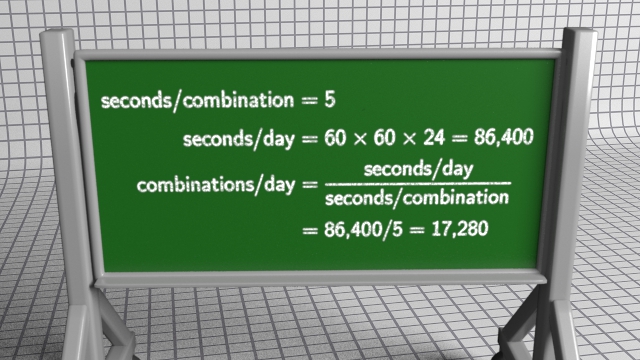 seconds/combination = 5
seconds/day = 60 × 60 × 24 = 86,400
combinations/day = seconds/day / seconds/combination
= 86,400/5 = 17,280